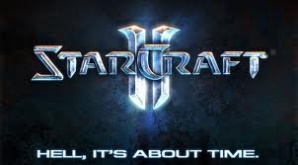 STARCRAFT
II
HELL, IT'S ABOUT TIME.